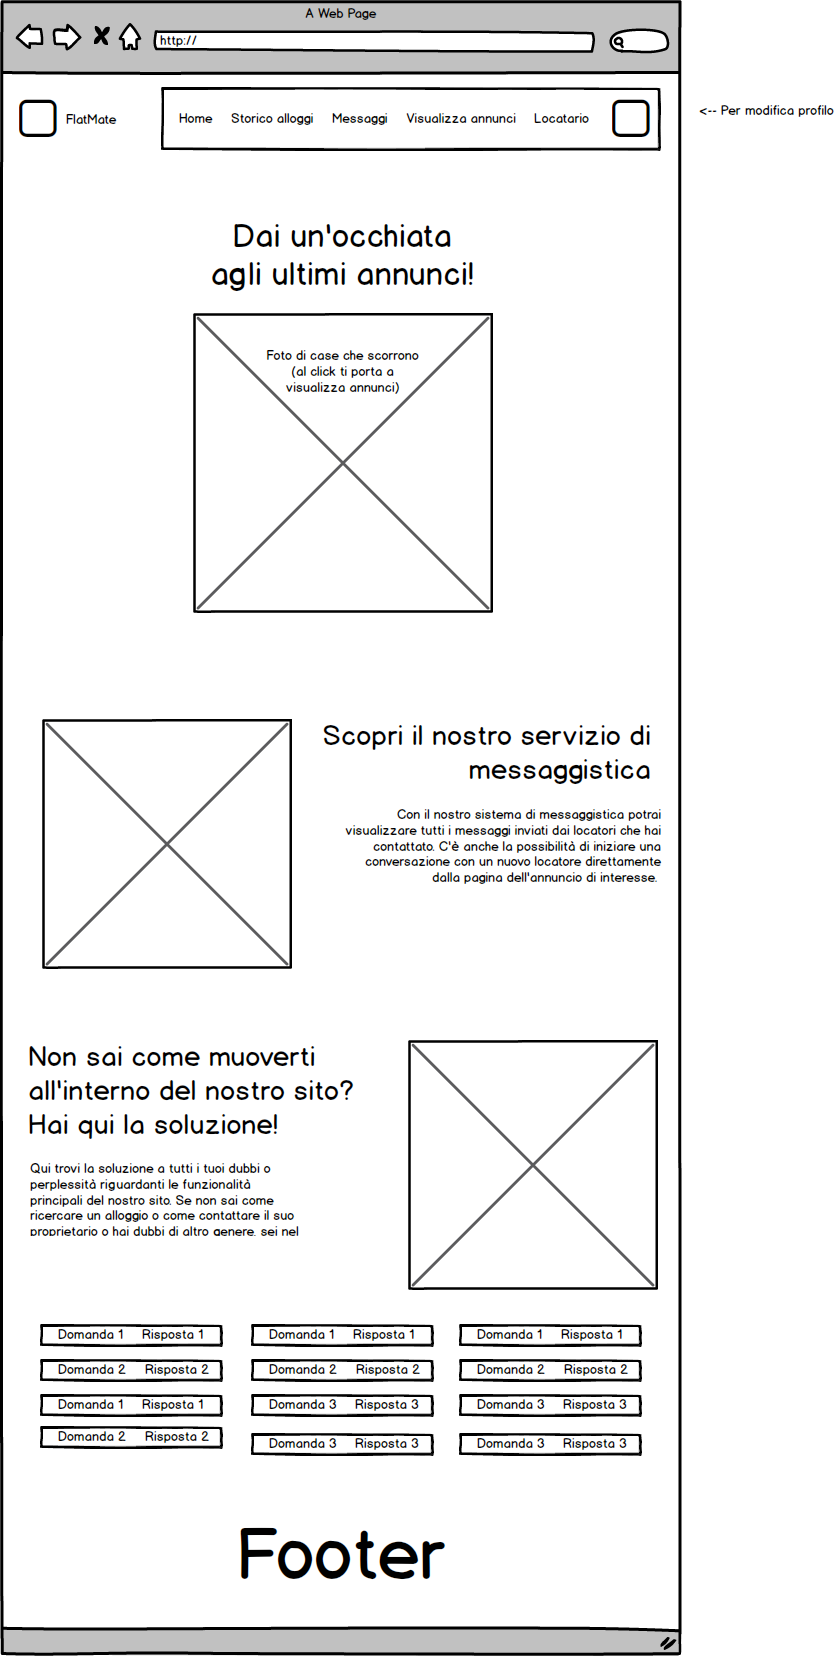 A Web Page
http://
FlatMate
Home Storico alloggi Messaggi Visualizza annunci Locatario
<-- Per modifica profilo
Dai un'occhiata
agli ultimi annunci!
Foto di case che scorrono
(al click ti porta a
visualizza annunci)
Scopri il nostro servizio di
messaggistica
Con il nostro sistema di messaggistica potrai
visualizzare tutti i messaggi inviati dai locatori che hai
contattato. C'è anche la possibilità di iniziare una
conversazione con un nuovo locatore direttamente
dalla pagina dell'annuncio di interesse.
Non sai come muoverti
all'interno del nostro sito?
Hai qui la soluzione!
Qui trovi la soluzione a tutti i tuoi dubbi o
perplessità riguardanti le funzionalità
principali del nostro sito. Se non sai come
ricercare un alloggio o come contattare il suo
proprietario o hai dubbi di altro genere, sei nel
Domanda 1 Risposta 1 Domanda 1 Risposta 1 Domanda 1 Risposta 1
Domanda 2 Risposta 2 Domanda 2 Risposta 2 Domanda 2 Risposta 2
Domanda 1 Risposta 1 Domanda 3 Risposta 3 Domanda 3 Risposta 3
Domanda 2 Risposta 2 Domanda 3 Risposta 3 Domanda 3 Risposta 3
Footer